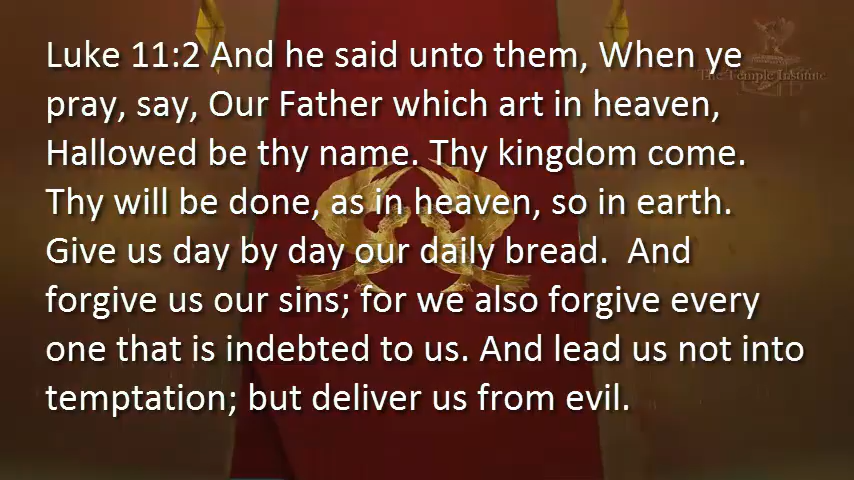 Luke 11:2 And he said unto them, When ye
The Temple Institute
pray, say, Our Father which art in heaven,
Hallowed be thy name. Thy kingdom come.
Thy will be done, as in heaven, so in earth.
Give us day by day our daily bread.  And
forgive us our sins; for we also forgive every
one that is indebted to us. And lead us not into
temptation; but deliver us from evil.